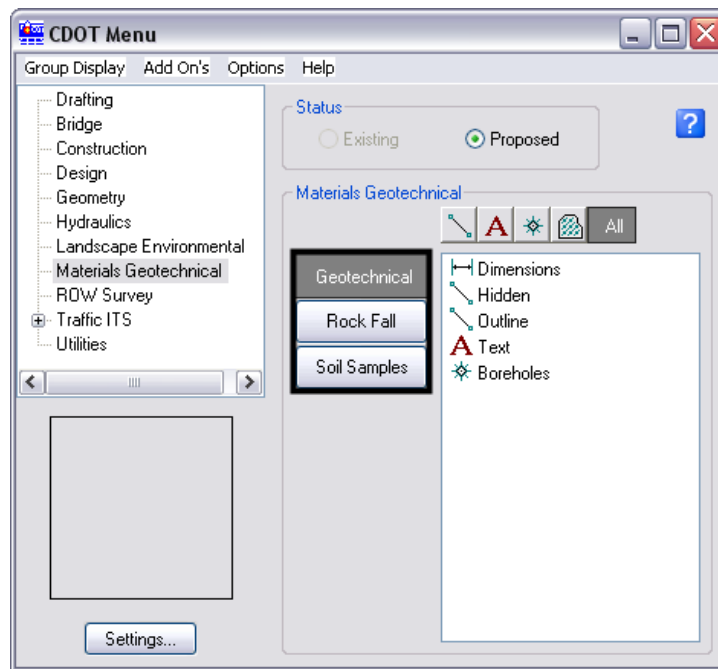 CDOT Menu
Group Display Add On's Options Help
Drafting
Bridge
Construction
Design
Geometry
Hydraulics
Landscape Environmental
Materials Geotechnical
ROW Survey
Traffic ITS
Utilities
Settings...
Status
Existing Proposed
?
Materials Geotechnical
A All
Geotechnical
Rock Fall
Soil Samples
Dimensions
Hidden
Outline
A Text
Boreholes